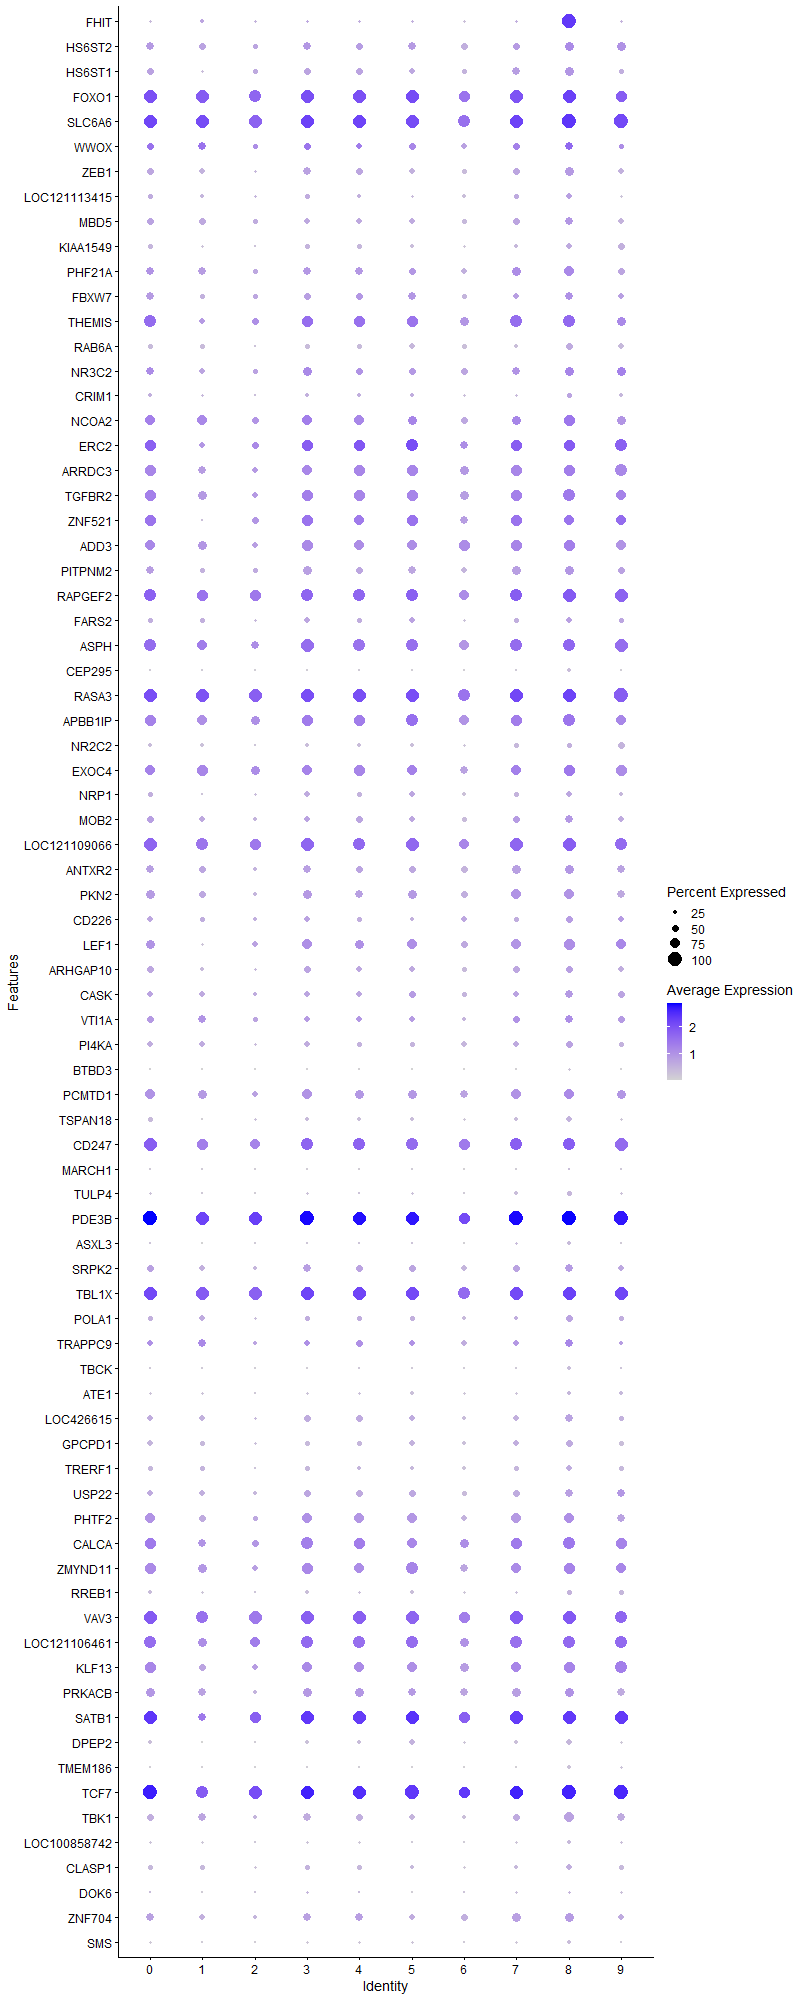 FHIT
HS6ST2
HS6ST1
FOXO1
SLC6A6
WWOX
ZEB1
LOC121113415
MBD5
KIAA1549
PHF21A
FBXW7
THEMIS
RAB6A
NR3C2
CRIM1
NCOA2
ERC2
ARRDC3
TGFBR2
ZNF521
ADD3
PITPNM2
RAPGEF2
FARS2
ASPH
CEP295
RASA3
APBB1IP
NR2C2
EXOC4
NRP1
MOB2
LOC121109066
ANTXR2
PKN2
CD226
LEF1
ARHGAP10
CASK
VTI1A
PI4KA
BTBD3
PCMTD1
TSPAN18
CD247
MARCH1
TULP4
PDE3B
ASXL3
SRPK2
TBL1X
POLA1
TRAPPC9
TBCK
ATE1
LOC426615
GPCPD1
TRERF1
USP22
PHTF2
CALCA
ZMYND11
RREB1
VAV3
LOC121106461
KLF13
PRKACB
SATB1
DPEP2
TMEM186
TCF7
TBK1
LOC100858742
CLASP1
DOK6
ZNF704
SMS
Features
0 1 2 3 4 5 6 7 8 9
Identity
Percent Expressed
25
50
75
100
Average Expression
2
1